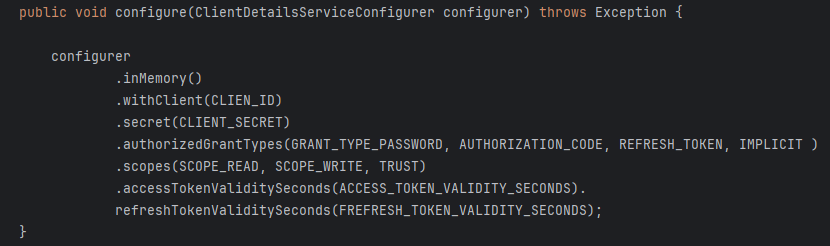 public void configure(ClientDetailsServiceConfigurer configurer) throws Exception {
configurer
.inMemory()
.withClient(CLIEN_ID)
.secret(CLIENT_SECRET)
.authorizedGrantTypes(GRANT_TYPE_PASSWORD, AUTHORIZATION_CODE, REFRESH_TOKEN, IMPLICIT )
.scopes(SCOPE_READ, SCOPE_WRITE, TRUST)
.accessTokenValiditySeconds(ACCESS_TOKEN_VALIDITY_SECONDS).
refreshTokenValiditySeconds(FREFRESH_TOKEN_VALIDITY_SECONDS);
}